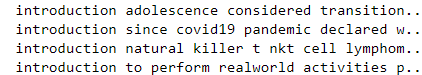 introduction adolescence considered transition..
introduction since covid19 pandemic declared w..
introduction natural killer t nkt cell lymphom..
introduction to perform realworld activities p..